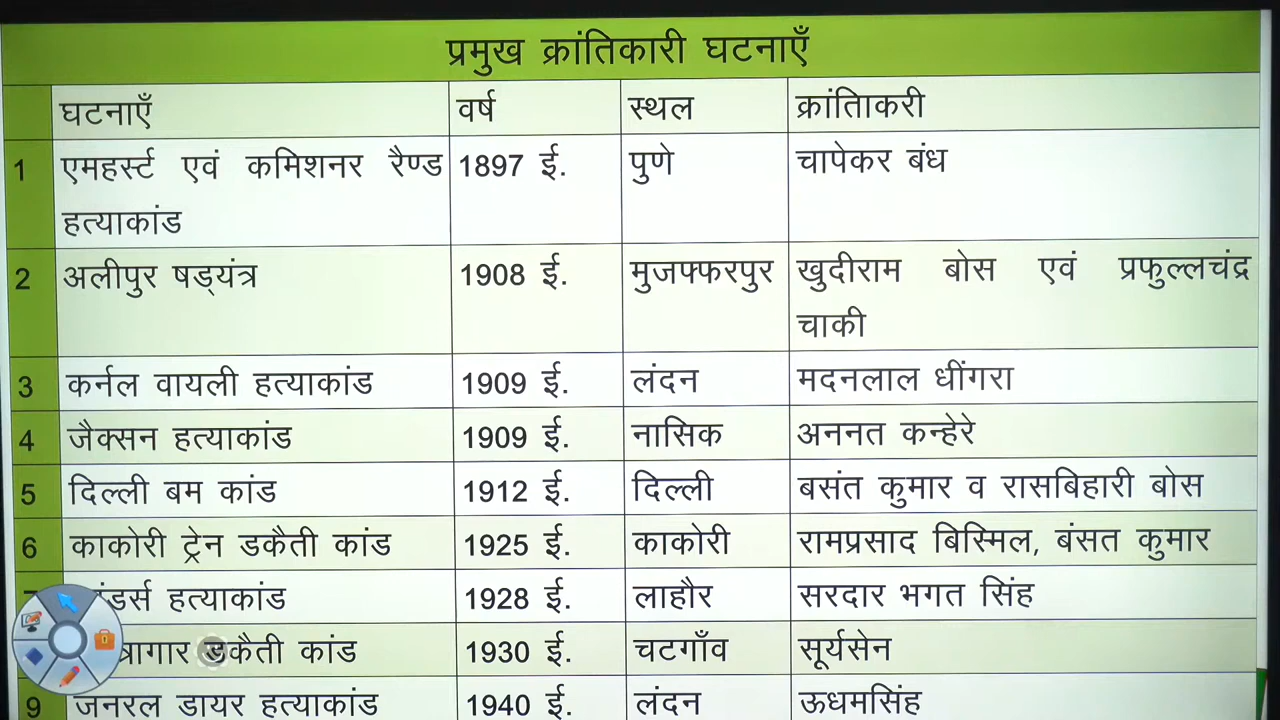 प्रमुख क्रांतिकारी घटनाएँ
घटनाएँ वर्ष स्थल क्रांतिाकरी
1 एमहर्स्ट एवं कमिशनर रैण्ड हत्याकांड 1897 ई. पुणे चापेकर बंध
2 अलीपुर षड्यंत्र 1908 ई. मुजफ्फरपुर खुदीराम बोस एवं प्रफुल्लचंद्र चाकी
3 कर्नल वायली हत्याकांड 1909 ई. लंदन मदनलाल धींगरा
4 जैक्सन हत्याकांड 1909 ई. नासिक अननत कन्हेरे
5 दिल्ली बम कांड 1912 ई. दिल्ली बसंत कुमार व रासबिहारी बोस
6 काकोरी ट्रेन डकैती कांड 1925 ई. काकोरी रामप्रसाद बिस्मिल, बंसत कुमार
हत्याकांड 1928 ई. लाहौर सरदार भगत सिंह
डकैती कांड 1930 ई. चटगाँव सूर्यसेन
9 जनरल डायर हत्याकांड 1940 ई. लंदन ऊधमसिंह